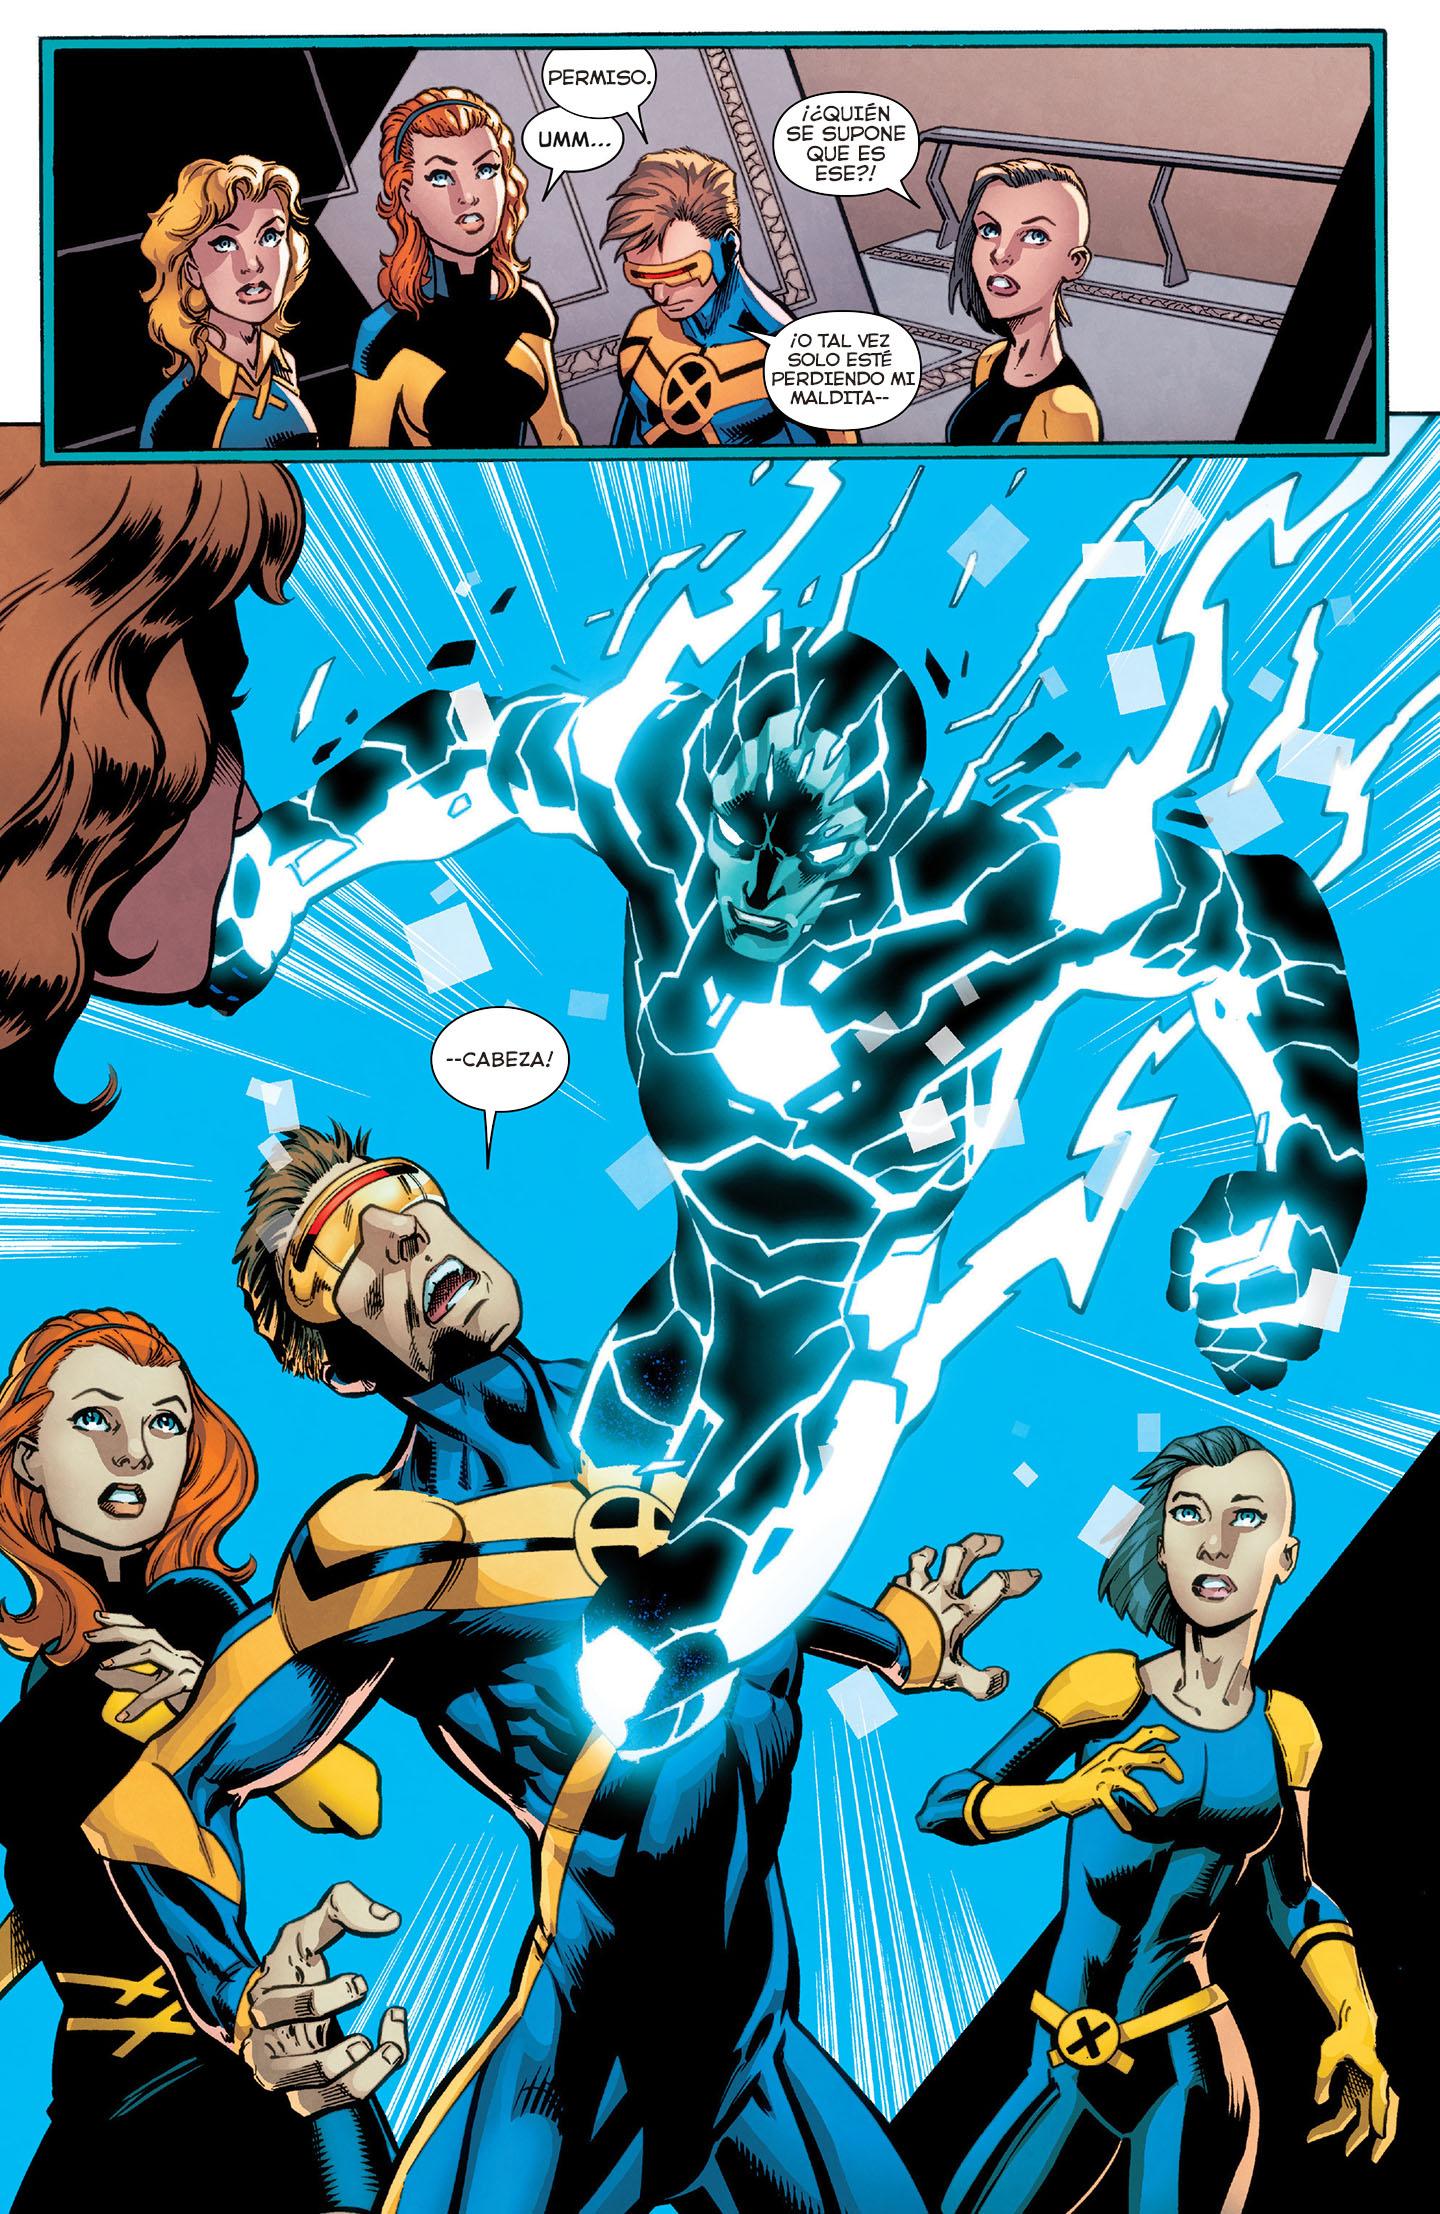 PERMISO.
UMM...
¡¿QUIÉN
SE SUPONE
QUE ES
ESE?!
¡O TAL VEZ
SOLO ESTÉ
PERDIENDO MI
MALDITA--
--CABEZA!